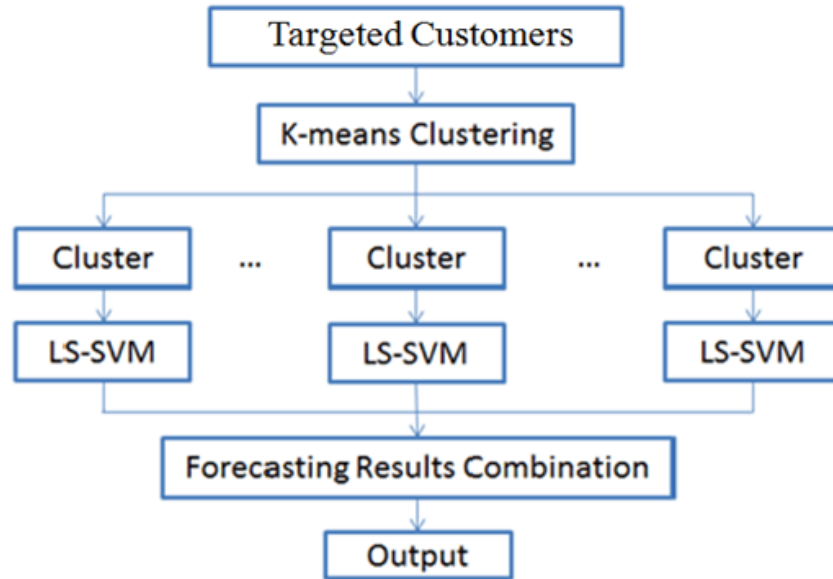 Targeted Customers
K-means Clustering
Cluster ... Cluster ... Cluster
LS-SVM LS-SVM LS-SVM
Forecasting Results Combination
Output